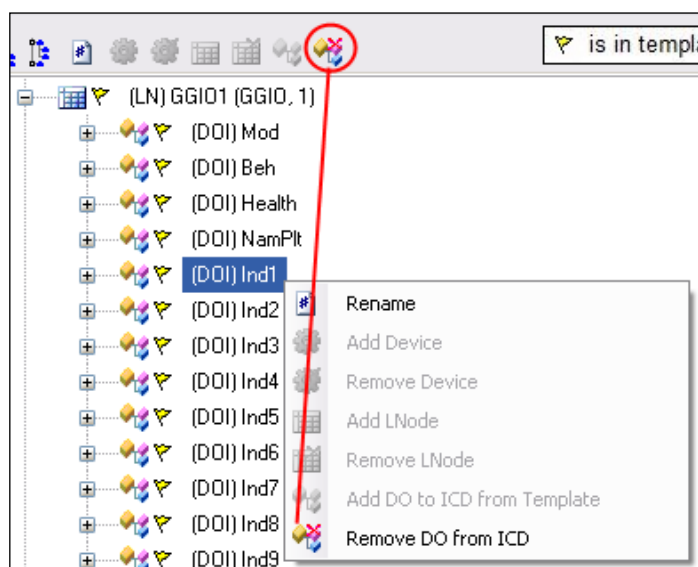 is in templa
(LN) GGIO1 (GGIO, 1)
(DOI) Mod
(DOI) Beh
(DOI) Health
(DOI) NamPlt
(DOI) Ind1
(DOI) Ind2
Rename
(DOI) Ind3
Add Device
(DOI) Ind4
Remove Device
(DOI) Ind5
Add LNode
(DOI) Ind6
Remove LNode
(DOI) Ind7
Add DO to ICD from Template
(DOI) Ind8
Remove DO from ICD
(DOI) Ind9